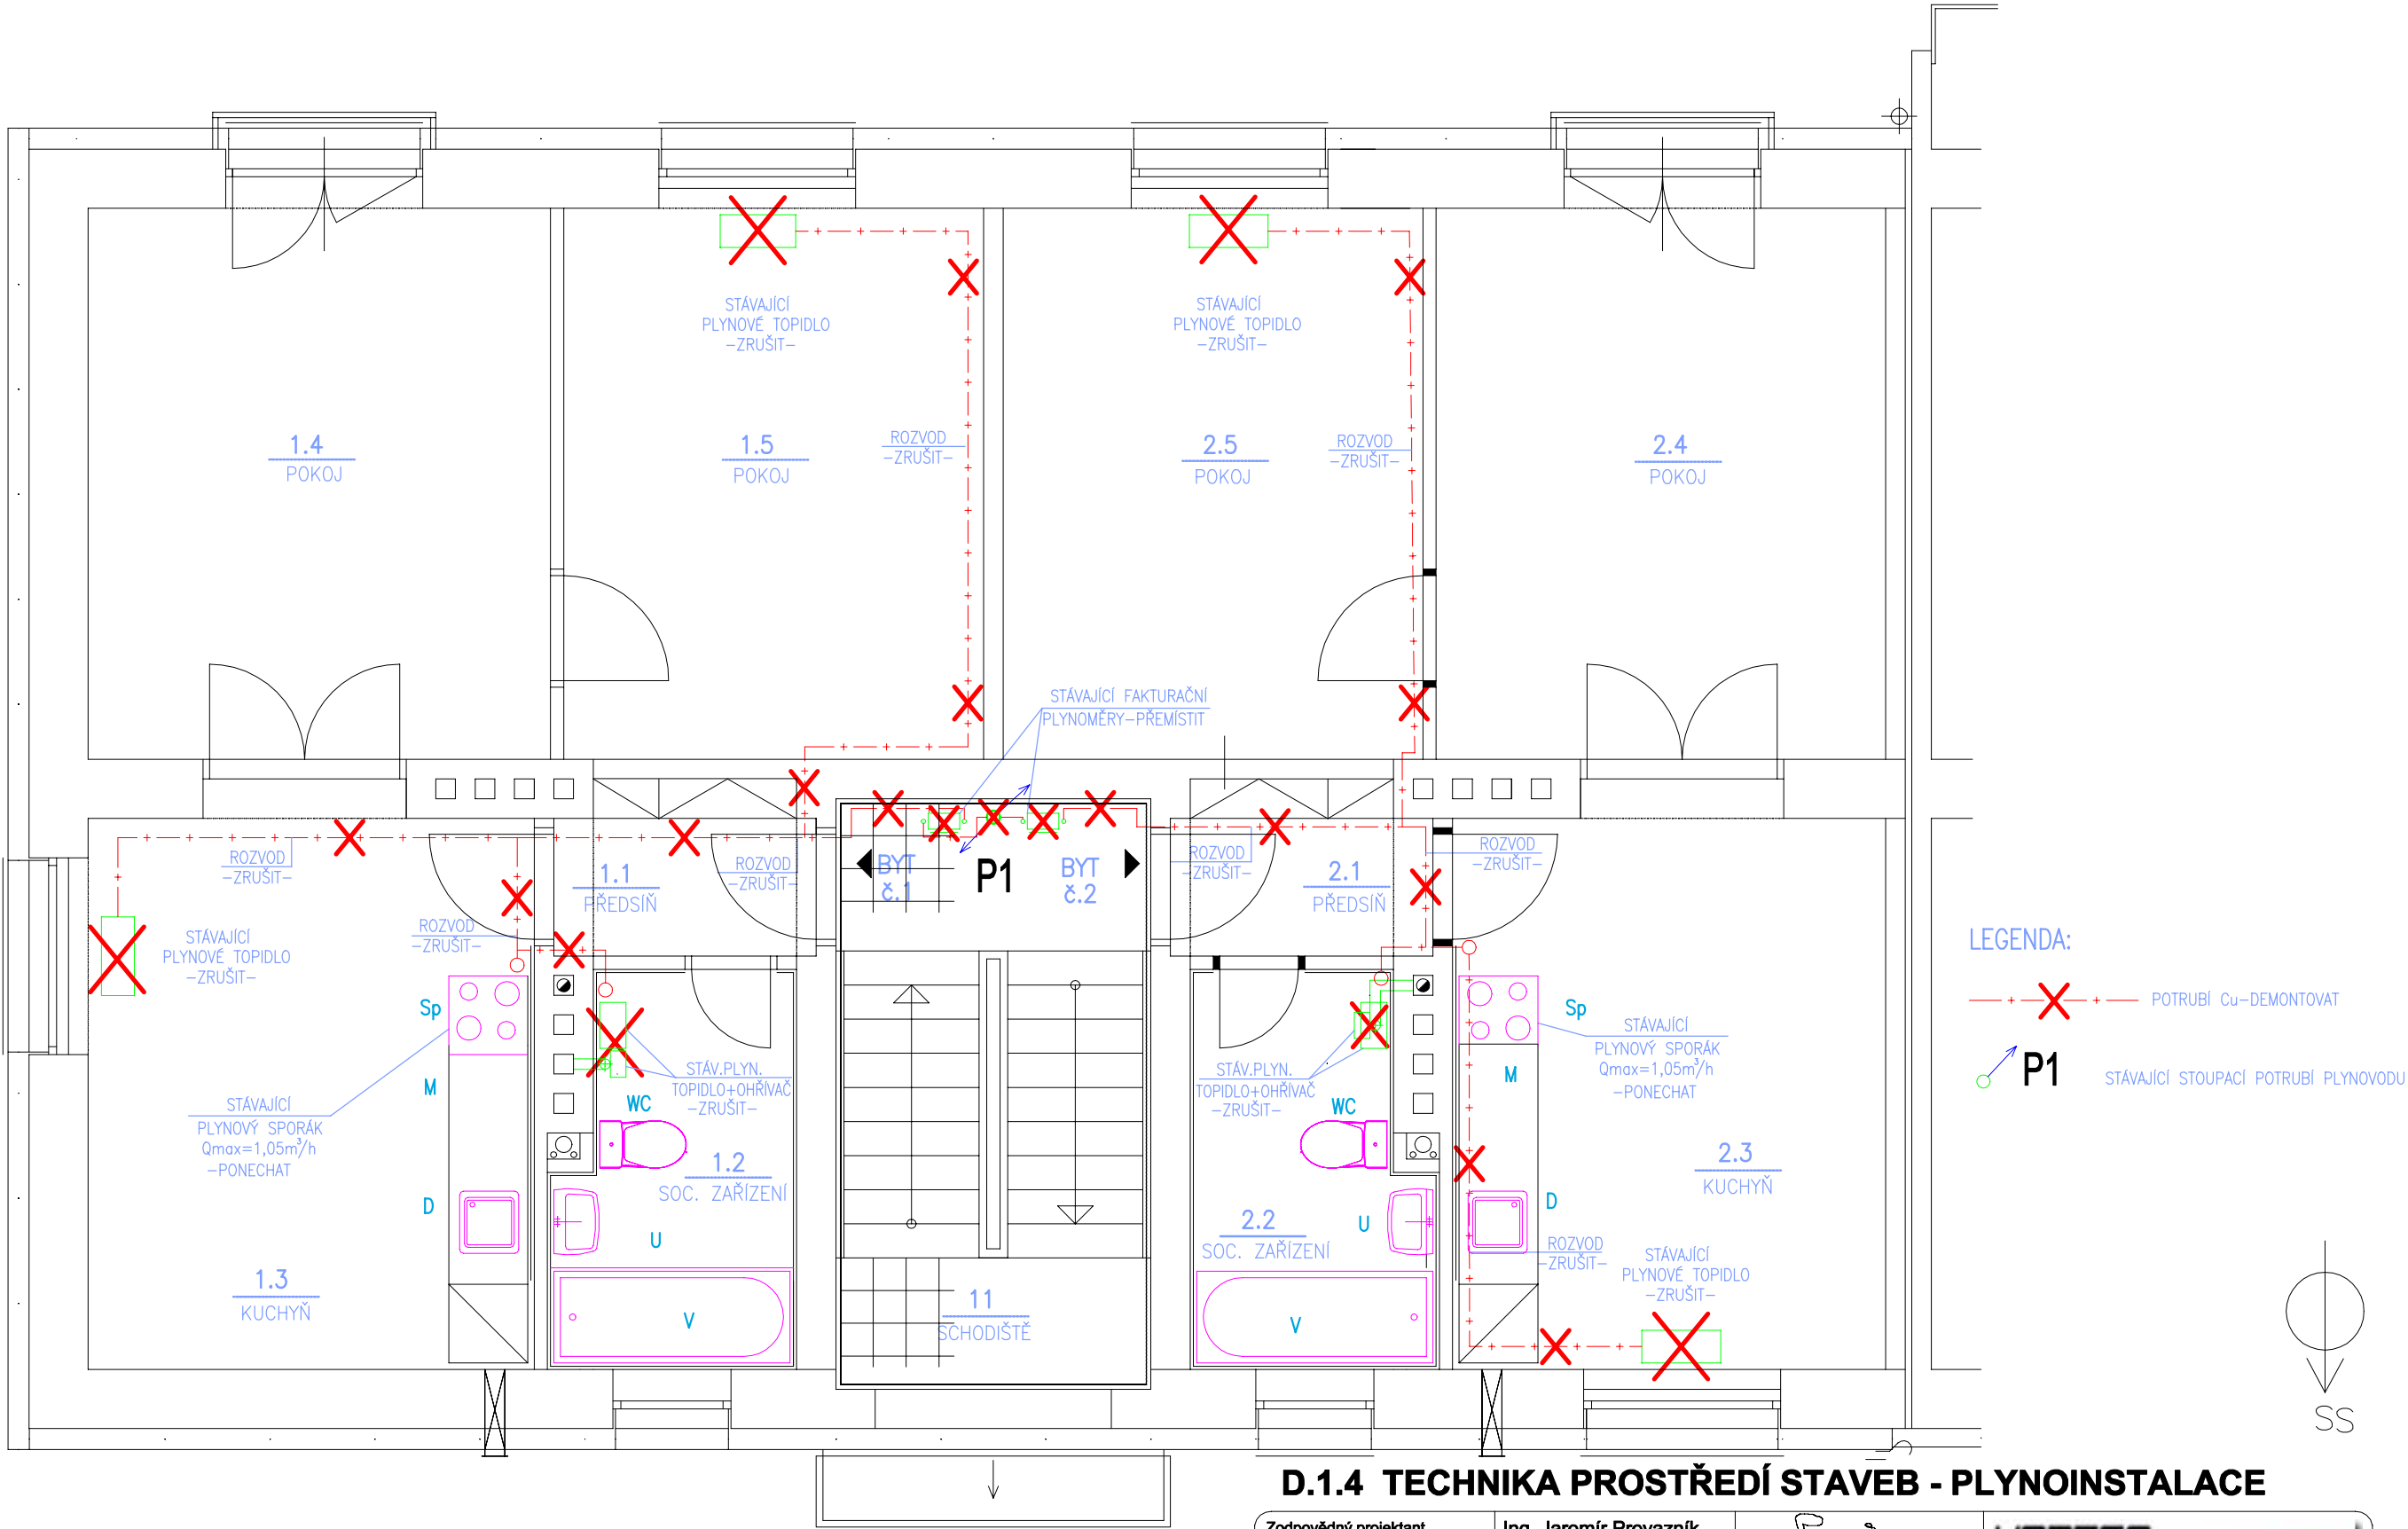 STÁVAJÍCÍ
PLYNOVÉ TOPIDLO
-ZRUŠIT-
STÁVAJÍCÍ
PLYNOVÉ TOPIDLO
-ZRUŠIT-
1.4
POKOJ
1.5
POKOJ
ROZVOD
-ZRUŠIT-
2.5
POKOJ
ROZVOD
-ZRUŠIT-
2.4
POKOJ
STÁVAJÍCÍ FAKTURAČNÍ
PLYNOMĚRY-PŘEMÍSTIT
ROZVOD
-ZRUŠIT-
1.1
PŘEDSÍŇ
ROZVOD
-ZRUŠIT-
BYT
č.1
P1
BYT
č.2
ROZVOD
-ZRUŠIT-
2.1
PŘEDSÍŇ
ROZVOD
-ZRUŠIT-
STÁVAJÍCÍ
PLYNOVÉ TOPIDLO
-ZRUŠIT-
ROZVOD
-ZRUŠIT-
LEGENDA:
POTRUBÍ Cu-DEMONTOVAT
P1
STÁVAJÍCÍ STOUPACÍ POTRUBÍ PLYNOVODU
Sp
M
D
STÁVAJÍCÍ
PLYNOVÝ SPORÁK
Qmax=1,05m³/h
-PONECHAT
STÁV.PLYN.
TOPIDLO+OHŘÍVAČ
-ZRUŠIT-
WC
1.2
SOC. ZAŘÍZENÍ
U
V
1.3
KUCHYŇ
11
SCHODIŠTĚ
STÁV.PLYN.
TOPIDLO+OHŘÍVAČ
-ZRUŠIT-
WC
2.2
SOC. ZAŘÍZENÍ
U
V
Sp
M
D
STÁVAJÍCÍ
PLYNOVÝ SPORÁK
Qmax=1,05m³/h
-PONECHAT
2.3
KUCHYŇ
ROZVOD
-ZRUŠIT-
STÁVAJÍCÍ
PLYNOVÉ TOPIDLO
-ZRUŠIT-
SS
D.1.4 TECHNIKA PROSTŘEDÍ STAVEB - PLYNOINSTALACE
Zodpovědný projektant
Ing. Jaromír Provazník